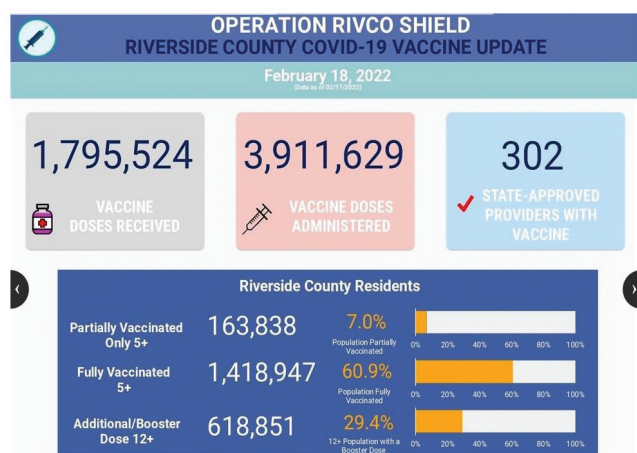 OPERATION RIVCO SHIELD
RIVERSIDE COUNTY COVID-19 VACCINE UPDATE
February 18, 2022
(Data as of 02/17/2022)
1,795,524
VACCINE
DOSES RECEIVED
3,911,629
VACCINE DOSES
ADMINISTERED
302
STATE-APPROVED
PROVIDERS WITH
VACCINE
Riverside County Residents
Partially Vaccinated
Only 5+
163,838
7.0%
Population Partially
Vaccinated
0% 20% 40% 60% 80% 100%
Fully Vaccinated
5+
1,418,947
60.9%
Population Fully
Vaccinated
0% 20% 40% 60% 80% 100%
Additional/Booster
Dose 12+
618,851
29.4%
12+ Population with a
Booster Dose
0% 20% 40% 60% 80% 100%